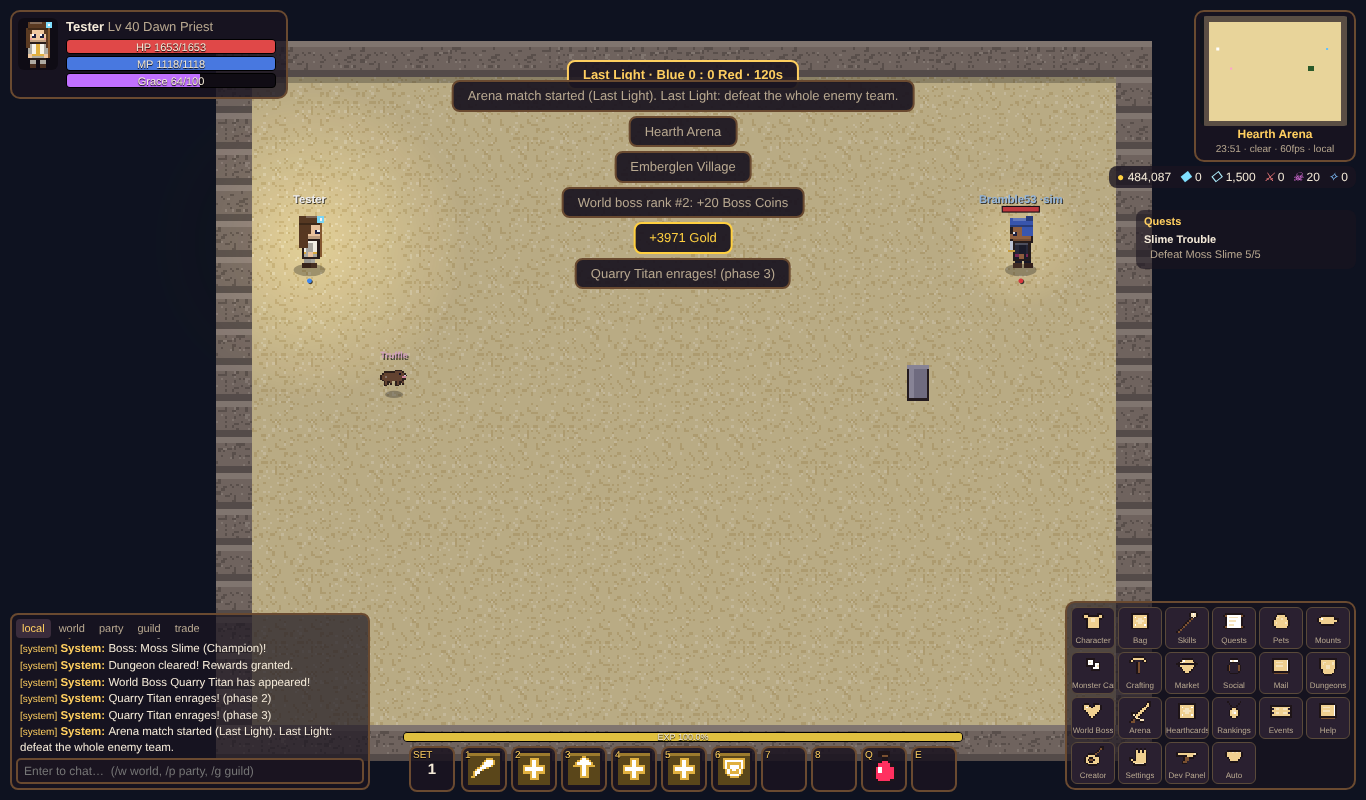 Tester Lv 40 Dawn Priest
HP 1653/1653
MP 1118/1118
Grace 64/100
Last Light · Blue 0 : 0 Red · 120s
Arena match started (Last Light). Last Light: defeat the whole enemy team.
Hearth Arena
Emberglen Village
World boss rank #2: +20 Boss Coins
+3971 Gold
Quarry Titan enrages! (phase 3)
Hearth Arena
23:51 · clear · 60fps · local
484,087 0 1,500 0 20 0
Quests
Slime Trouble
Defeat Moss Slime 5/5
Tester
Bramble53 ·sim
Truffle
local world party guild trade
[system] System: Boss: Moss Slime (Champion)!
[system] System: Dungeon cleared! Rewards granted.
[system] System: World Boss Quarry Titan has appeared!
[system] System: Quarry Titan enrages! (phase 2)
[system] System: Quarry Titan enrages! (phase 3)
[system] System: Arena match started (Last Light). Last Light:
defeat the whole enemy team.
Enter to chat… (/w world, /p party, /g guild)
EXP 100.0%
SET 1 2 3 4 5 6 7 8 Q E
1
Character Bag Skills Quests Pets Mounts
Monster Ca Crafting Market Social Mail Dungeons
World Boss Arena Hearthcards Rankings Events Help
Creator Settings Dev Panel Auto